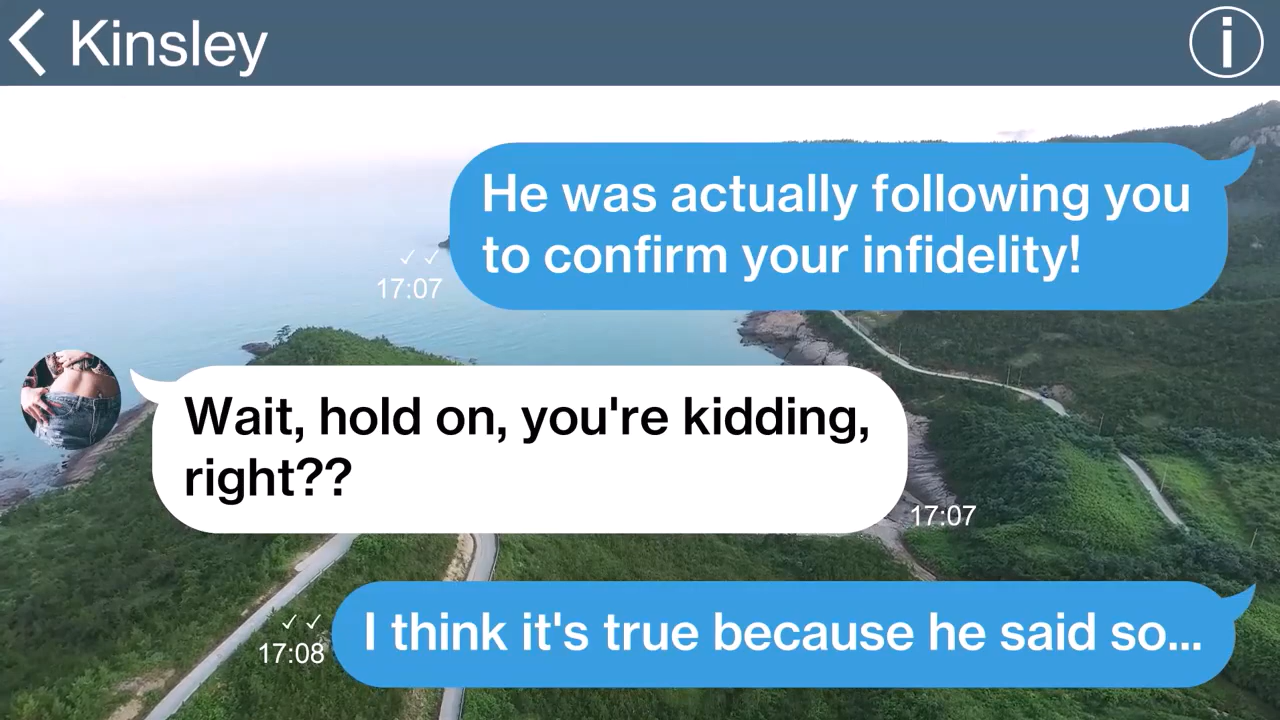 Kinsley
He was actually following you
to confirm your infidelity!
✓ ✓
17:07
Wait, hold on, you're kidding,
right??
17:07
I think it's true because he said so...
✓ ✓
17:08